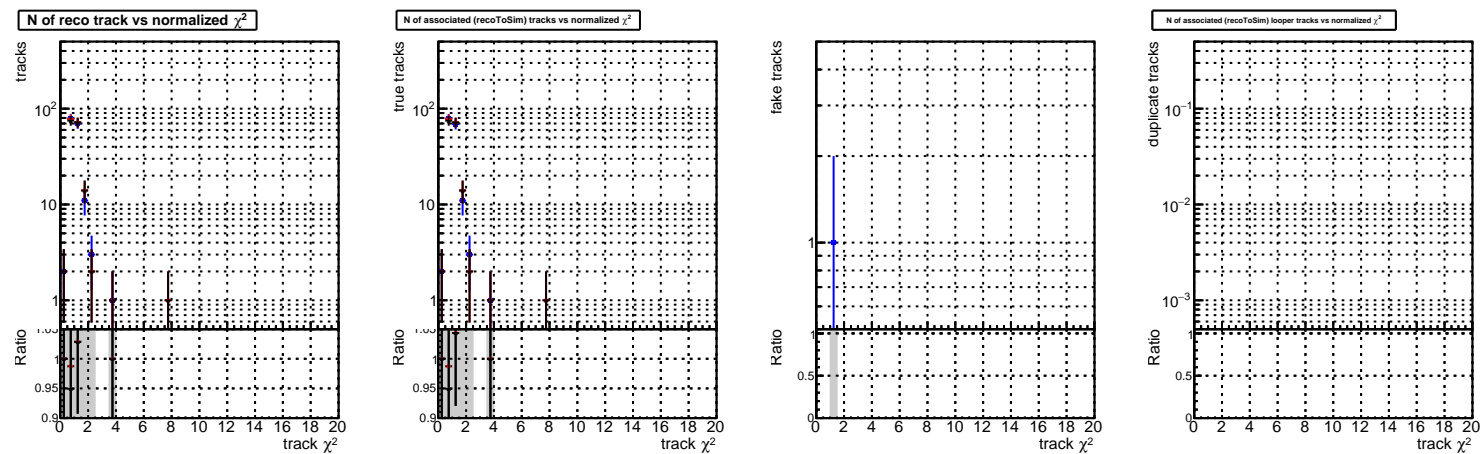 N of reco track vs normalized χ²
tracks
10²
10
1
Ratio
1.05
1
0.95
0.9
0 2 4 6 8 10 12 14 16 18 20
track χ²
N of associated (recoToSim) tracks vs normalized χ²
true tracks
10²
10
1
Ratio
1.05
1
0.95
0.9
0 2 4 6 8 10 12 14 16 18 20
track χ²
fake tracks
1
Ratio
1
0.5
0
0 2 4 6 8 10 12 14 16 18 20
track χ²
N of associated (recoToSim) looper tracks vs normalized χ²
duplicate tracks
10⁻¹
10⁻²
10⁻³
Ratio
1
0.5
0
0 2 4 6 8 10 12 14 16 18 20
track χ²